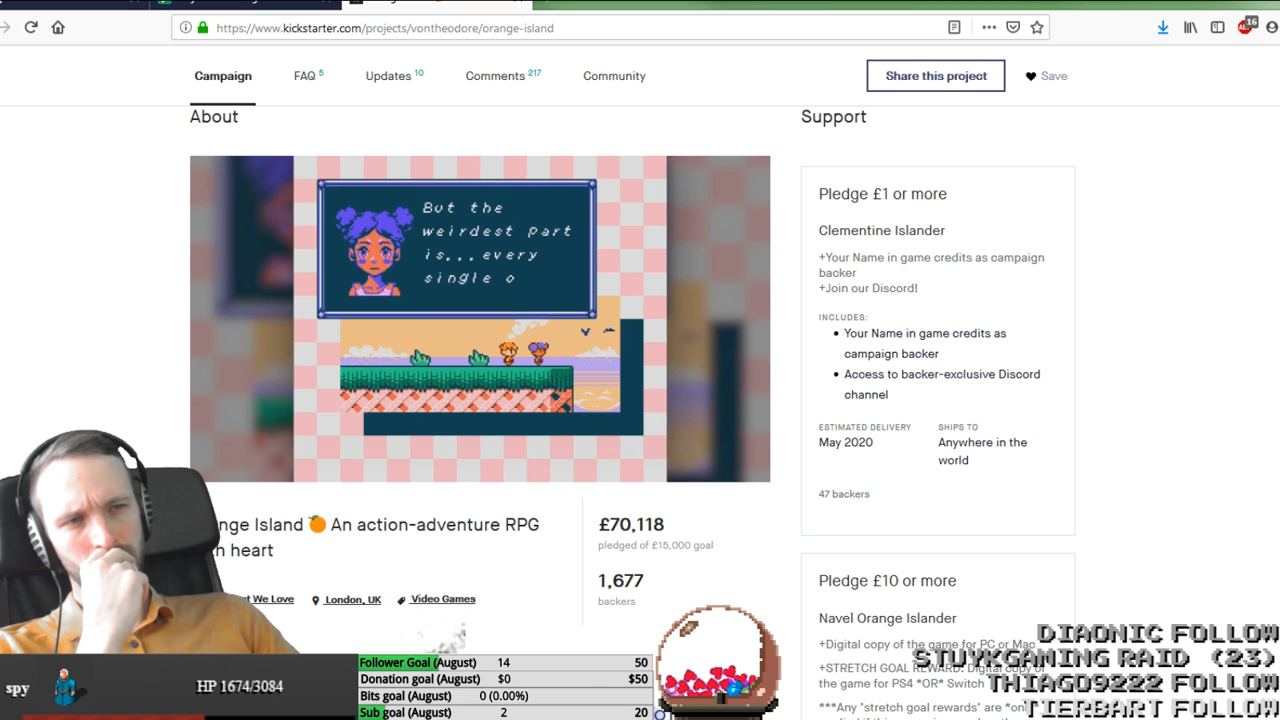 https://www.kickstarter.com/projects/vontheodore/orange-island
16
Campaign
FAQ 5
Updates 10
Comments 217
Community
Share this project
Save
About
Support
But the
weirdest part
is...every
single o
Pledge £1 or more
Clementine Islander
+Your Name in game credits as campaign
backer
+Join our Discord!
INCLUDES:
Your Name in game credits as
campaign backer
Access to backer-exclusive Discord
channel
ESTIMATED DELIVERY
May 2020
SHIPS TO
Anywhere in the
world
47 backers
nge Island 🍊 An action-adventure RPG
heart
£70,118
pledged of £15,000 goal
1,677
backers
We Love
London, UK
Video Games
Pledge £10 or more
Navel Orange Islander
+Digital copy of the game for PC or Mac
+STRETCH GOAL REWARD: Digital copy of
the game for PS4 *OR* Switch
***Any "stretch goal rewards" are
DIAONIC FOLLOW
STUYKGAMING RAID (23)
THIAGO9222 FOLLOW
TIERBART FOLLOW
spy
HP 1674/3084
Follower Goal (August) 14 50
Donation goal (August) $0 $50
Bits goal (August) 0 (0.00%)
Sub goal (August) 2 20